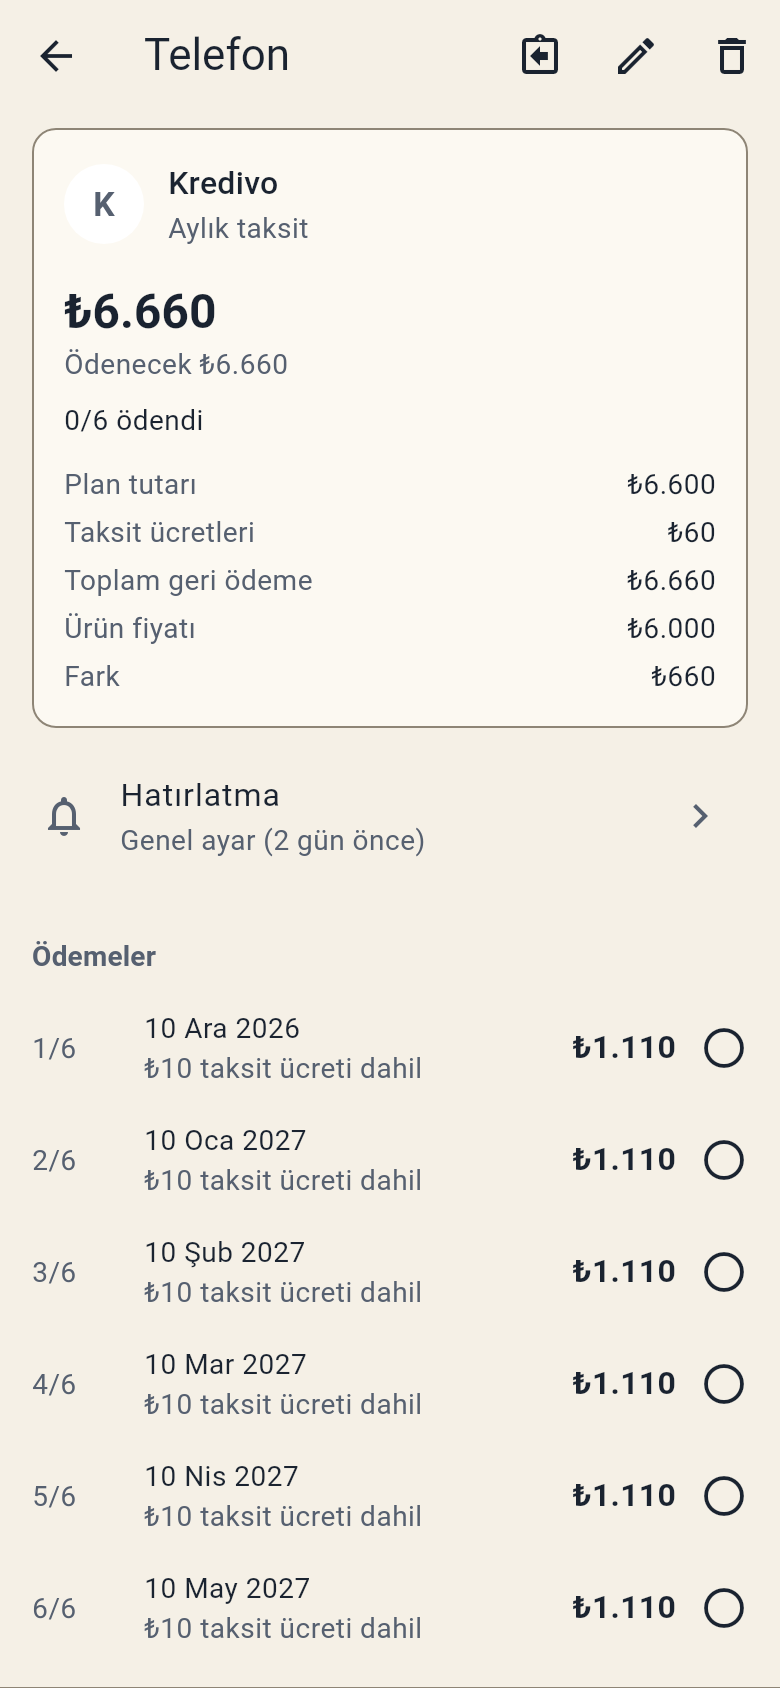 Telefon
K
Kredivo
Aylık taksit
₺6.660
Ödenecek ₺6.660
0/6 ödendi
Plan tutarı ₺6.600
Taksit ücretleri ₺60
Toplam geri ödeme ₺6.660
Ürün fiyatı ₺6.000
Fark ₺660
Hatırlatma
Genel ayar (2 gün önce)
Ödemeler
1/6 10 Ara 2026 ₺1.110
₺10 taksit ücreti dahil
2/6 10 Oca 2027 ₺1.110
₺10 taksit ücreti dahil
3/6 10 Şub 2027 ₺1.110
₺10 taksit ücreti dahil
4/6 10 Mar 2027 ₺1.110
₺10 taksit ücreti dahil
5/6 10 Nis 2027 ₺1.110
₺10 taksit ücreti dahil
6/6 10 May 2027 ₺1.110
₺10 taksit ücreti dahil